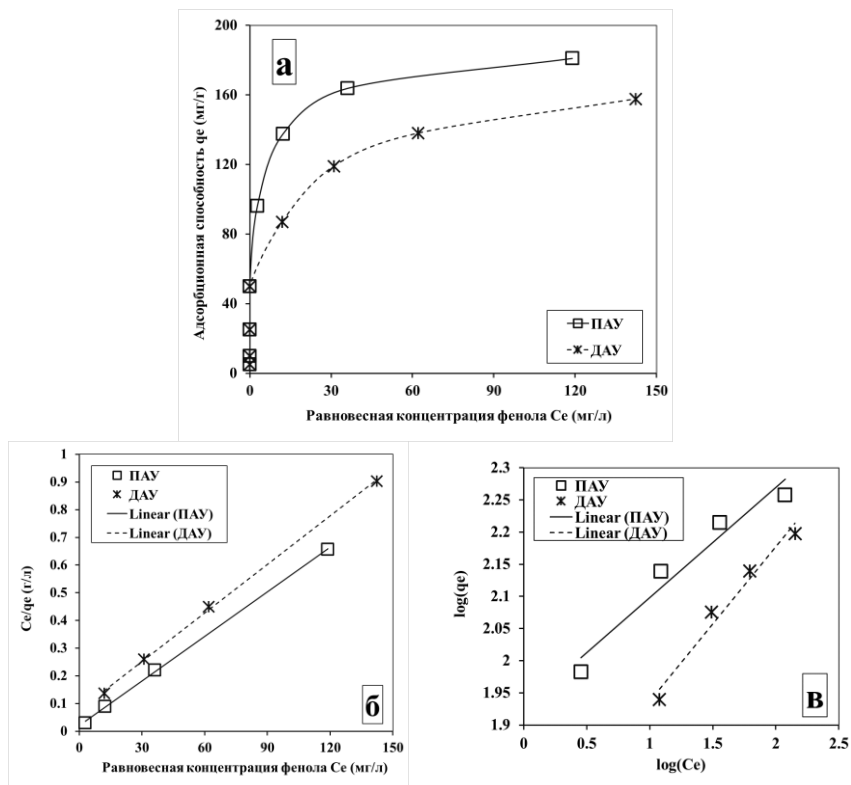 а
Адсорбционная способность qe (мг/г)
200
160
120
80
40
0
0 30 60 90 120 150
Равновесная концентрация фенола Ce (мг/л)
ПАУ
ДАУ
Ce/qe (г/л)
1
0.9
0.8
0.7
0.6
0.5
0.4
0.3
0.2
0.1
0
0 30 60 90 120 150
Равновесная концентрация фенола Ce (мг/л)
ПАУ
ДАУ
Linear (ПАУ)
Linear (ДАУ)
б
log(qe)
2.3
2.25
2.2
2.15
2.1
2.05
2
1.95
1.9
0 0.5 1 1.5 2 2.5
log(Ce)
ПАУ
ДАУ
Linear (ПАУ)
Linear (ДАУ)
в